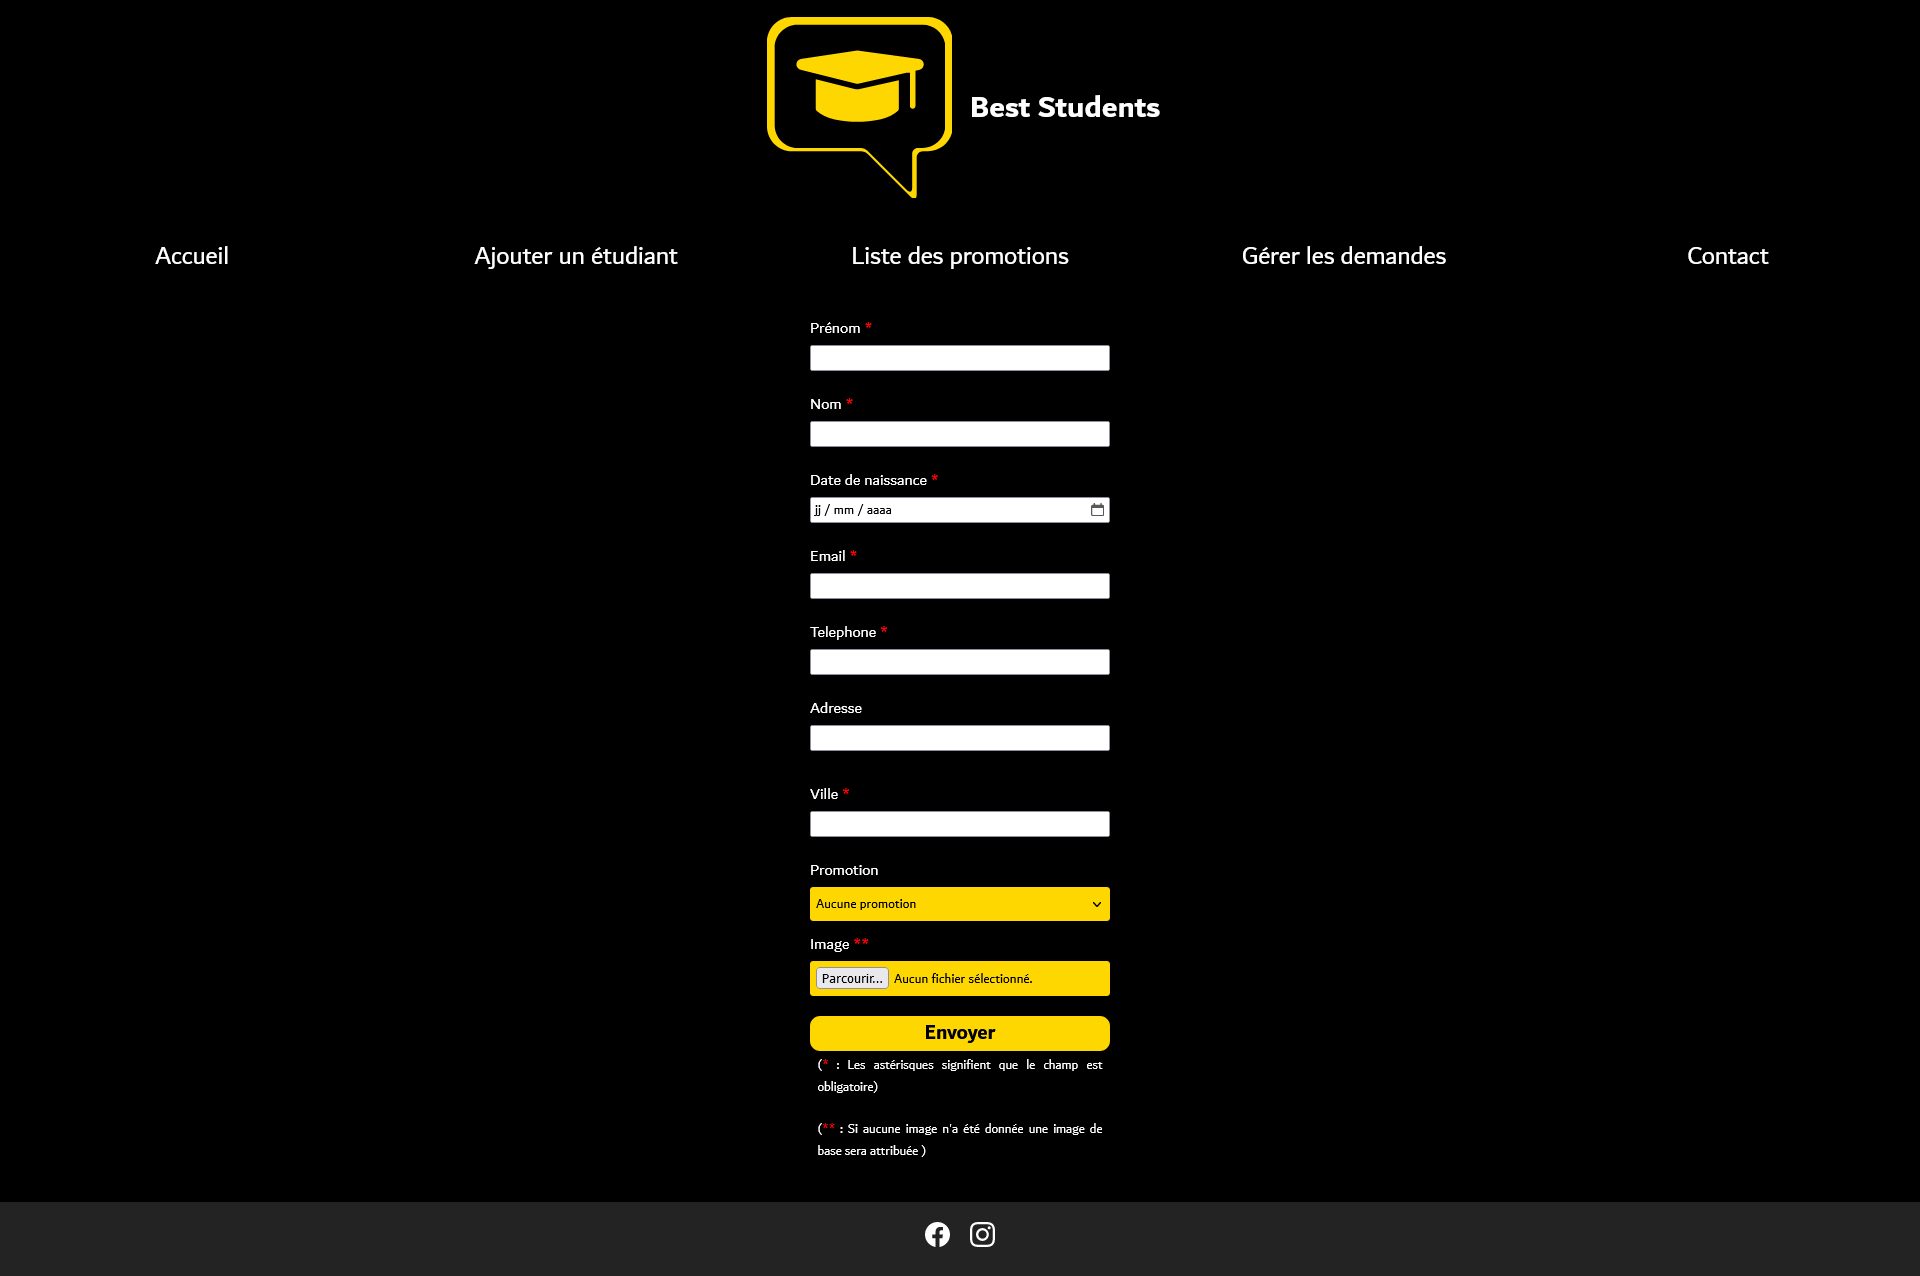 Best Students
Accueil
Ajouter un étudiant
Liste des promotions
Gérer les demandes
Contact
Prénom *
Nom *
Date de naissance *
jj / mm / aaaa
Email *
Telephone *
Adresse
Ville *
Promotion
Aucune promotion
Image **
Parcourir... Aucun fichier sélectionné.
Envoyer
(* : Les astérisques signifient que le champ est
obligatoire)
(** : Si aucune image n'a été donnée une image de
base sera attribuée )